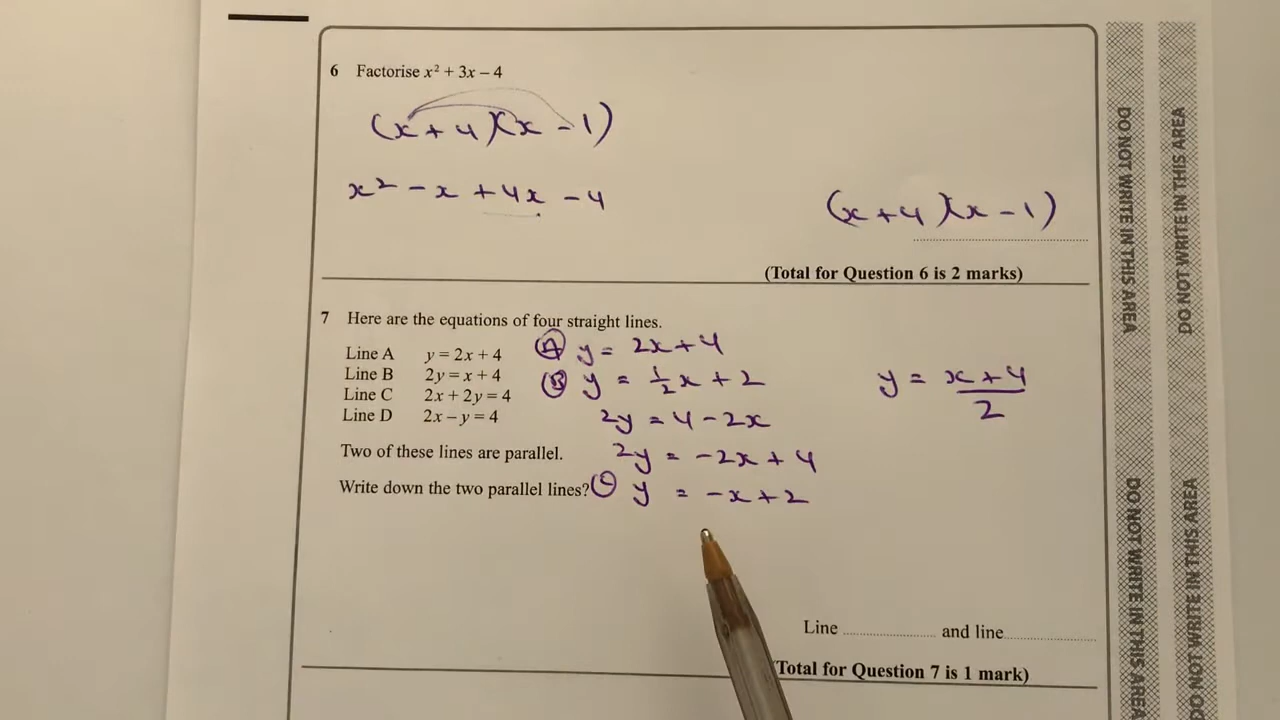 6 Factorise x² + 3x – 4
(x + 4)(x - 1)
x² - x + 4x - 4
(x + 4)(x - 1)
(Total for Question 6 is 2 marks)
7 Here are the equations of four straight lines.
Line A y = 2x + 4 Ⓐ y = 2x + 4
Line B 2y = x + 4 Ⓑ y = ½x + 2 y = (x + 4)/2
Line C 2x + 2y = 4
Line D 2x – y = 4 2y = 4 - 2x
Two of these lines are parallel. 2y = -2x + 4
Write down the two parallel lines? Ⓒ y = -x + 2
Line .................... and line....................
(Total for Question 7 is 1 mark)
DO NOT WRITE IN THIS AREA
DO NOT WRITE IN THIS AREA
DO NOT WRITE IN THIS AREA
DO NOT WRITE IN THIS AREA